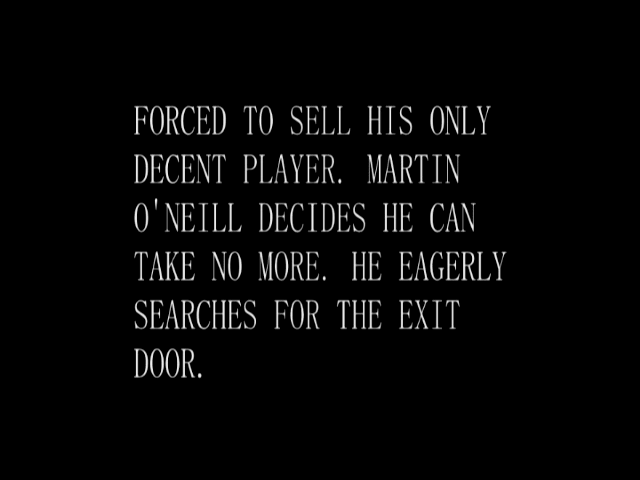 FORCED TO SELL HIS ONLY
DECENT PLAYER. MARTIN
O'NEILL DECIDES HE CAN
TAKE NO MORE. HE EAGERLY
SEARCHES FOR THE EXIT
DOOR.